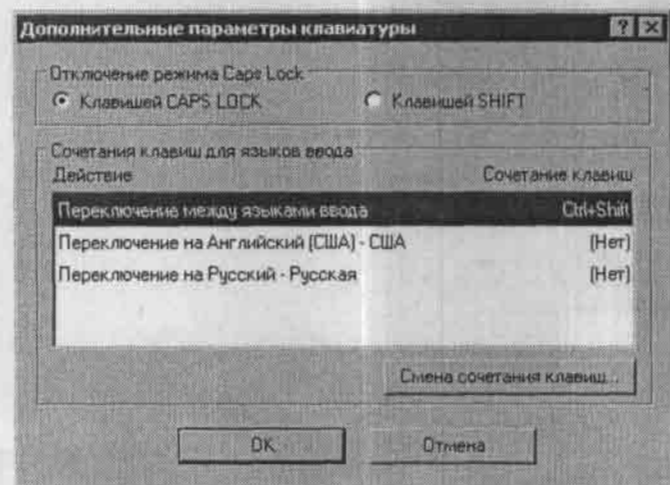 Дополнительные параметры клавиатуры
Отключение режима Caps Lock
Клавишей CAPS LOCK Клавишей SHIFT
Сочетания клавиш для языков ввода
Действие Сочетание клавиш
Переключение между языками ввода Ctrl+Shift
Переключение на Английский (США) - США (Нет)
Переключение на Русский - Русская (Нет)
Смена сочетания клавиш...
OK Отмена